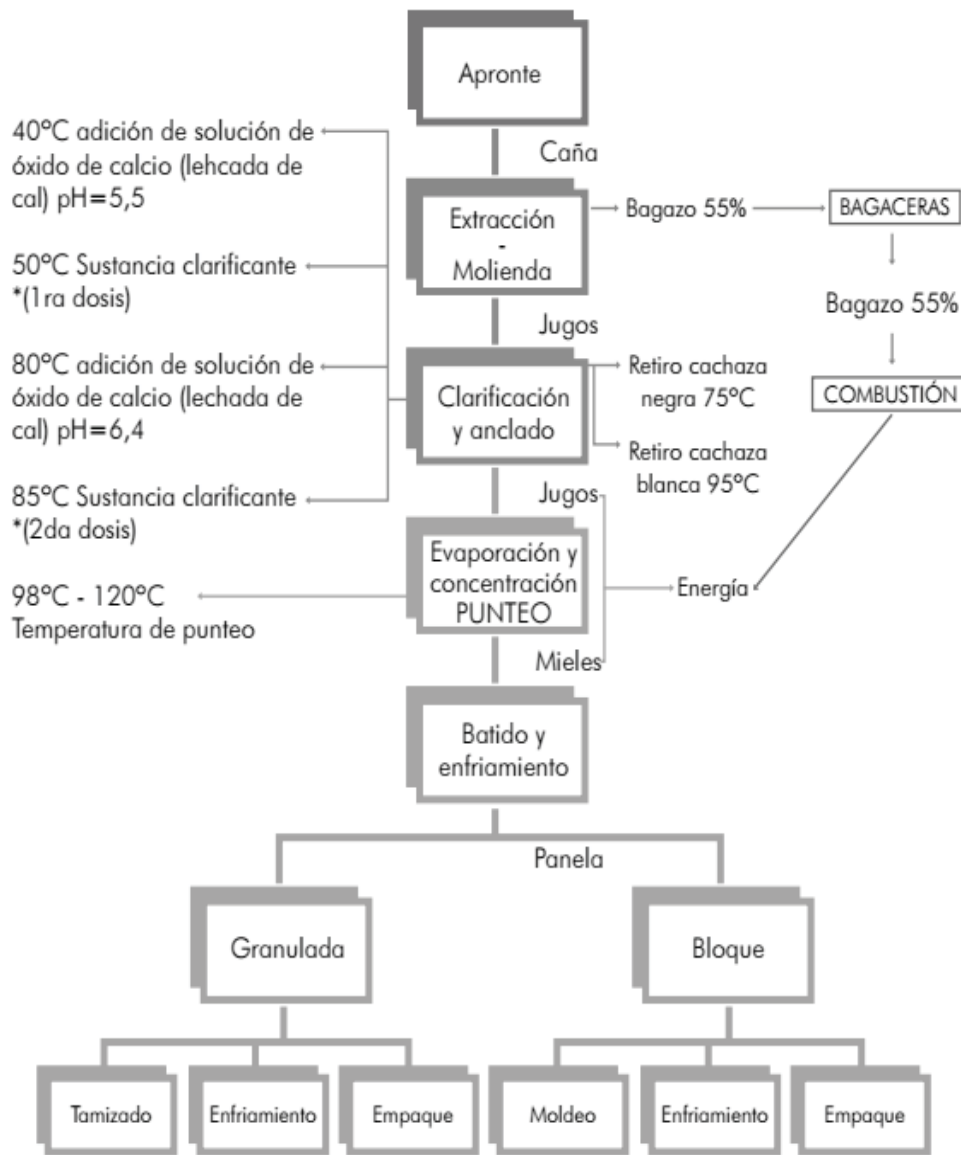 Apronte
Caña
40°C adición de solución de
óxido de calcio (lehcada de
cal) pH=5,5
50°C Sustancia clarificante
*(1ra dosis)
80°C adición de solución de
óxido de calcio (lechada de
cal) pH=6,4
85°C Sustancia clarificante
*(2da dosis)
98°C - 120°C
Temperatura de punteo
Extracción
-
Molienda
Bagazo 55%
BAGACERAS
Bagazo 55%
COMBUSTIÓN
Jugos
Clarificación
y anclado
Retiro cachaza
negra 75°C
Retiro cachaza
blanca 95°C
Jugos
Evaporación y
concentración
PUNTEO
Energía
Mieles
Batido y
enfriamiento
Panela
Granulada
Bloque
Tamizado
Enfriamiento
Empaque
Moldeo
Enfriamiento
Empaque